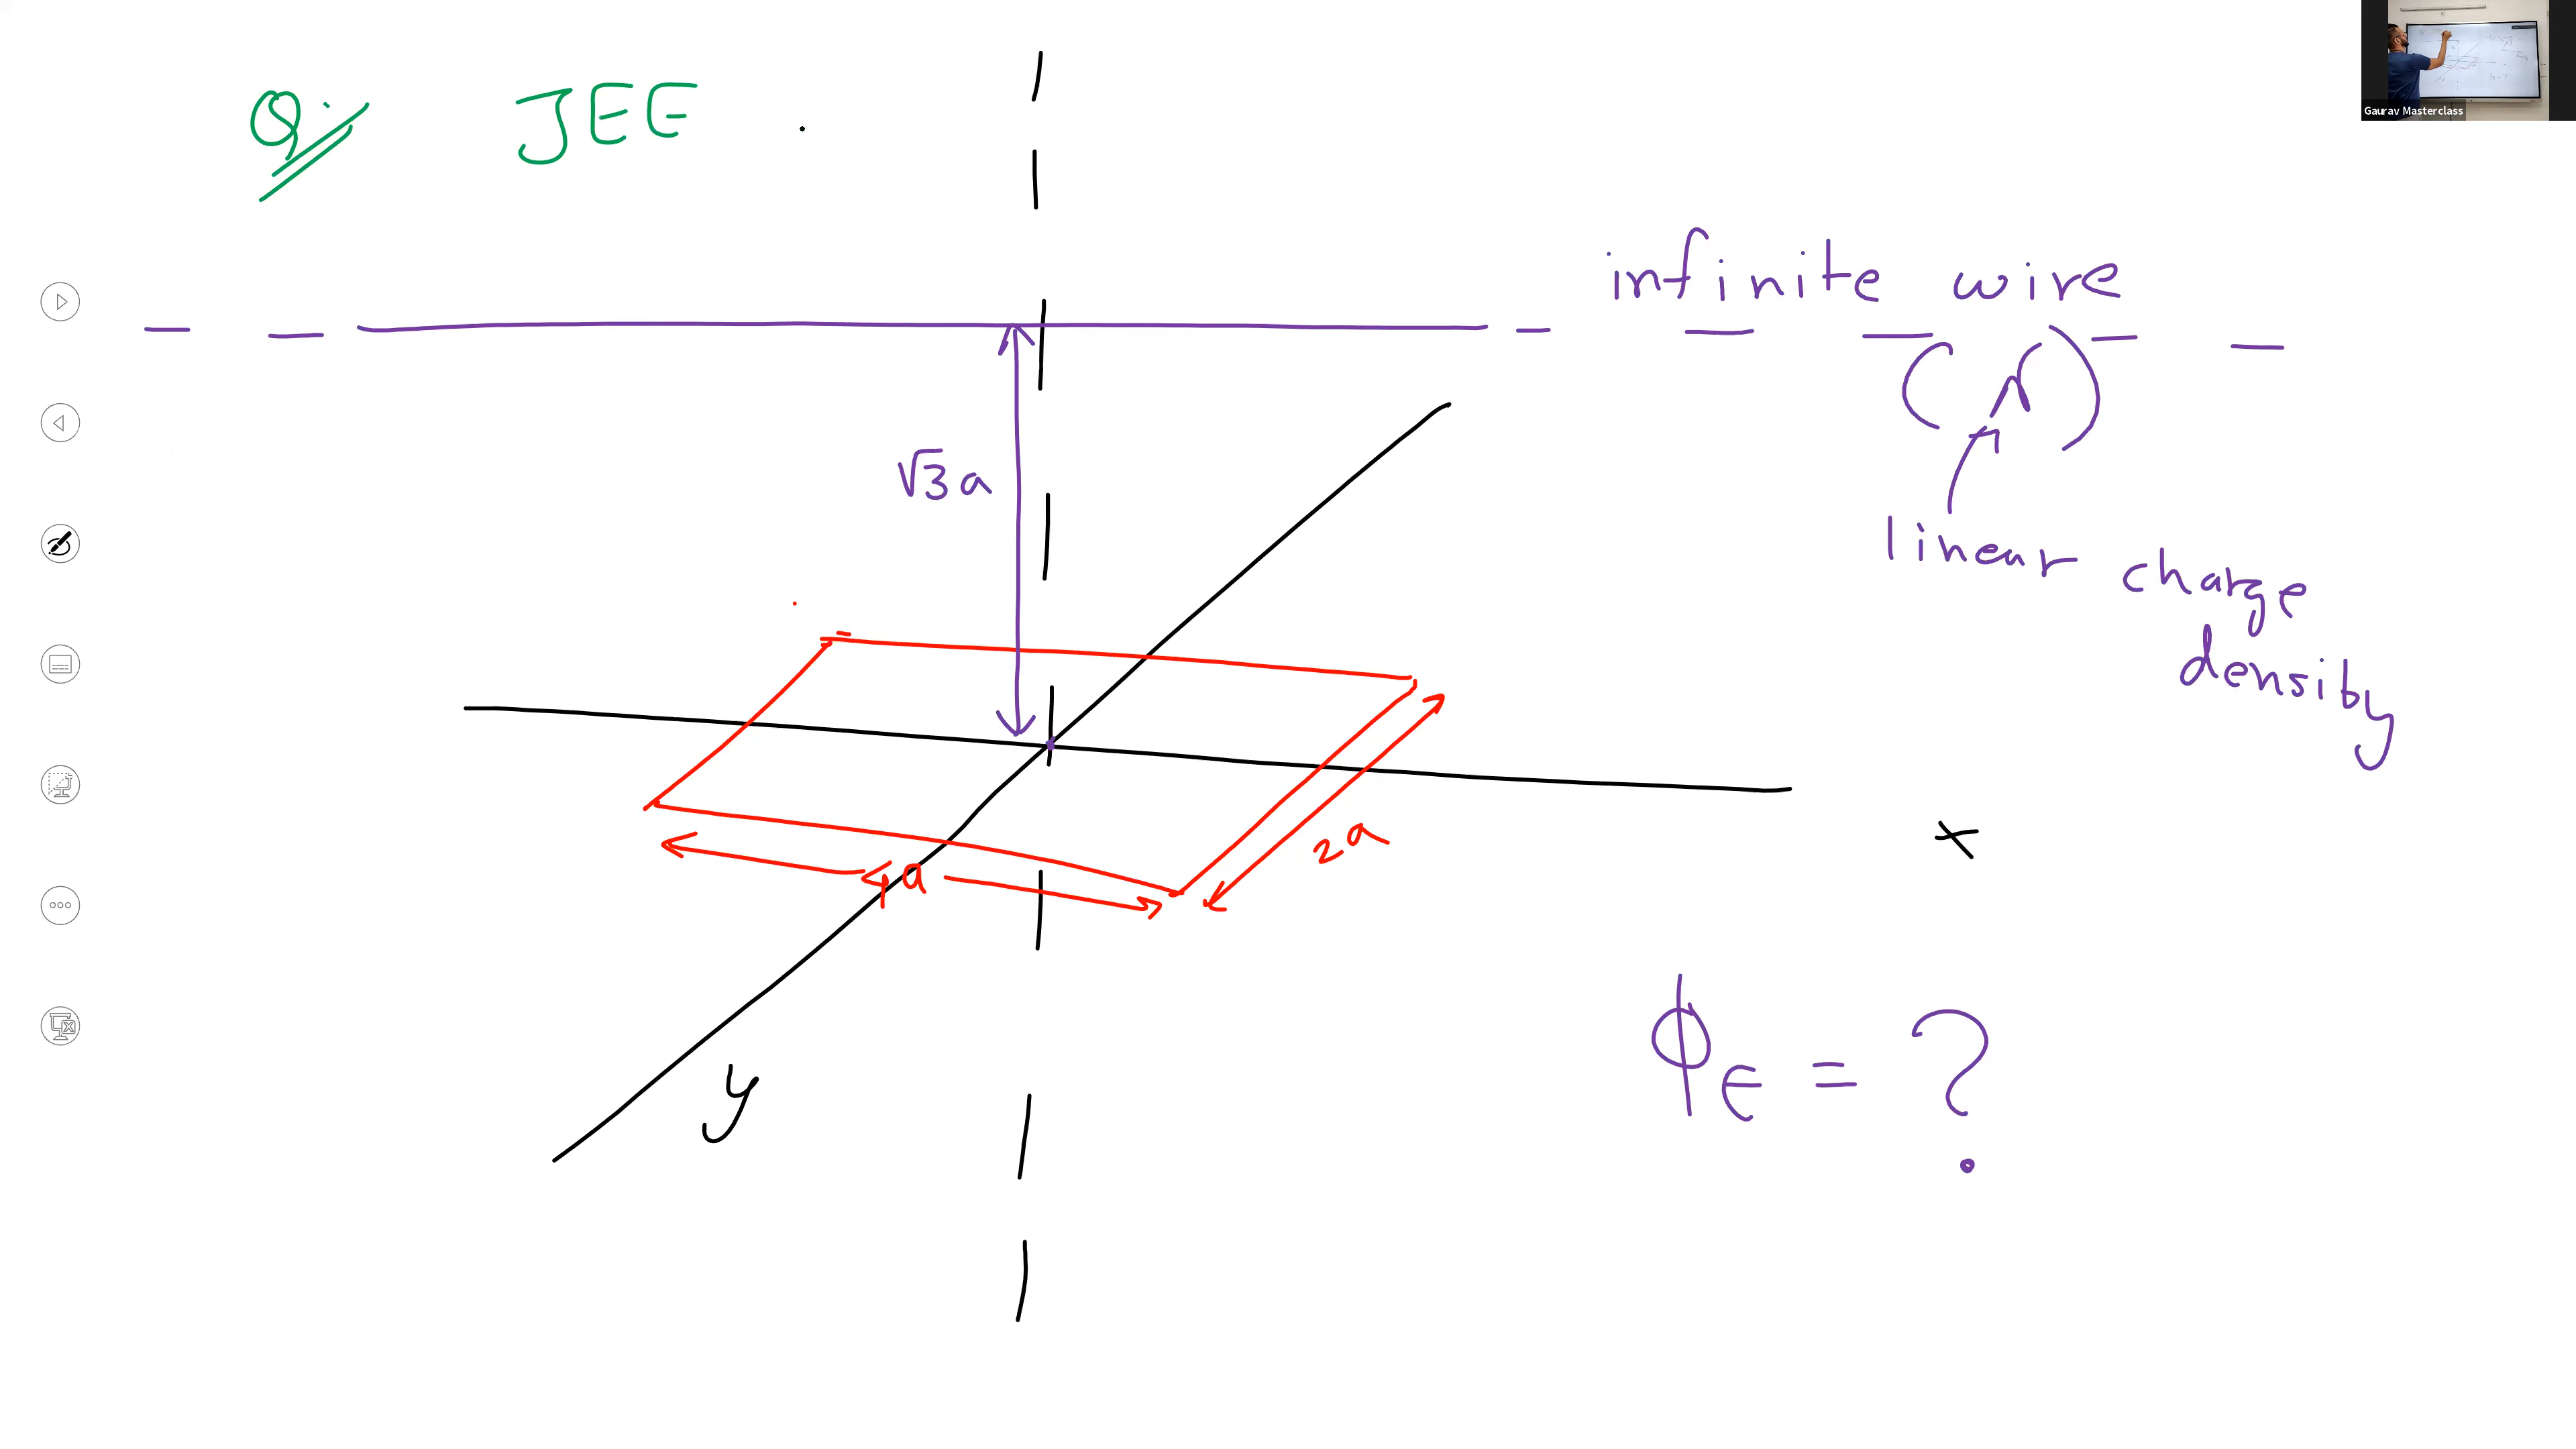 Q. JEE
Gaurav Masterclass
infinite wire
(λ)
√3a
linear charge
density
2a
4a
x
y
ϕE = ?